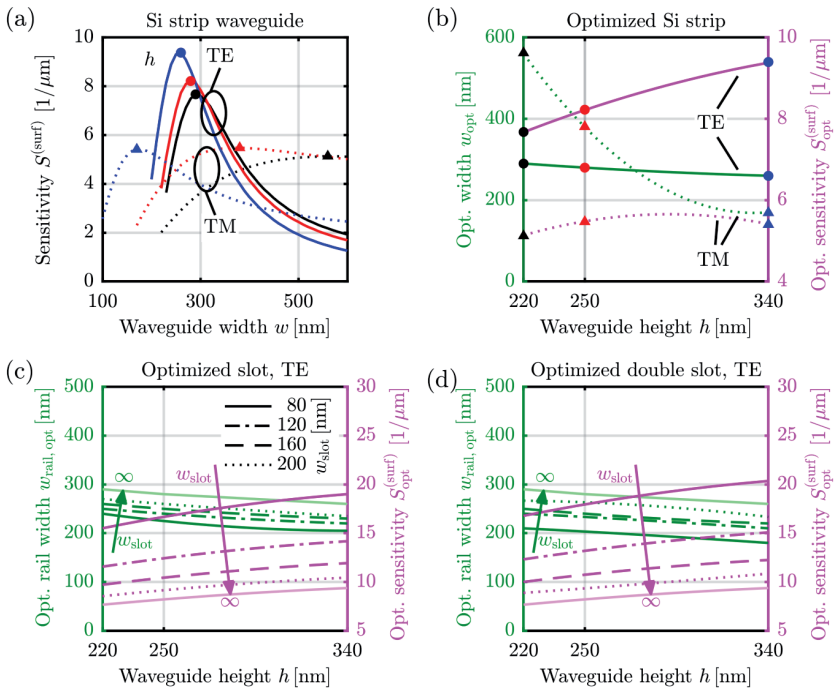 (a)
Si strip waveguide
Sensitivity S^(surf) [1/μm]
10
8
6
4
2
0
h
TE
TM
100
300
500
Waveguide width w [nm]
(b)
Optimized Si strip
Opt. width w_opt [nm]
600
400
200
0
TE
TM
10
9
8
7
6
5
4
Opt. sensitivity S_opt^(surf) [1/μm]
220
250
340
Waveguide height h [nm]
(c)
Optimized slot, TE
Opt. rail width w_rail, opt [nm]
500
400
300
200
100
0
80
120
160
200
w_slot [nm]
∞
w_slot
w_slot
∞
30
25
20
15
10
5
Opt. sensitivity S_opt^(surf) [1/μm]
220
250
340
Waveguide height h [nm]
(d)
Optimized double slot, TE
Opt. rail width w_rail, opt [nm]
500
400
300
200
100
0
∞
w_slot
w_slot
∞
30
25
20
15
10
5
Opt. sensitivity S_opt^(surf) [1/μm]
220
250
340
Waveguide height h [nm]